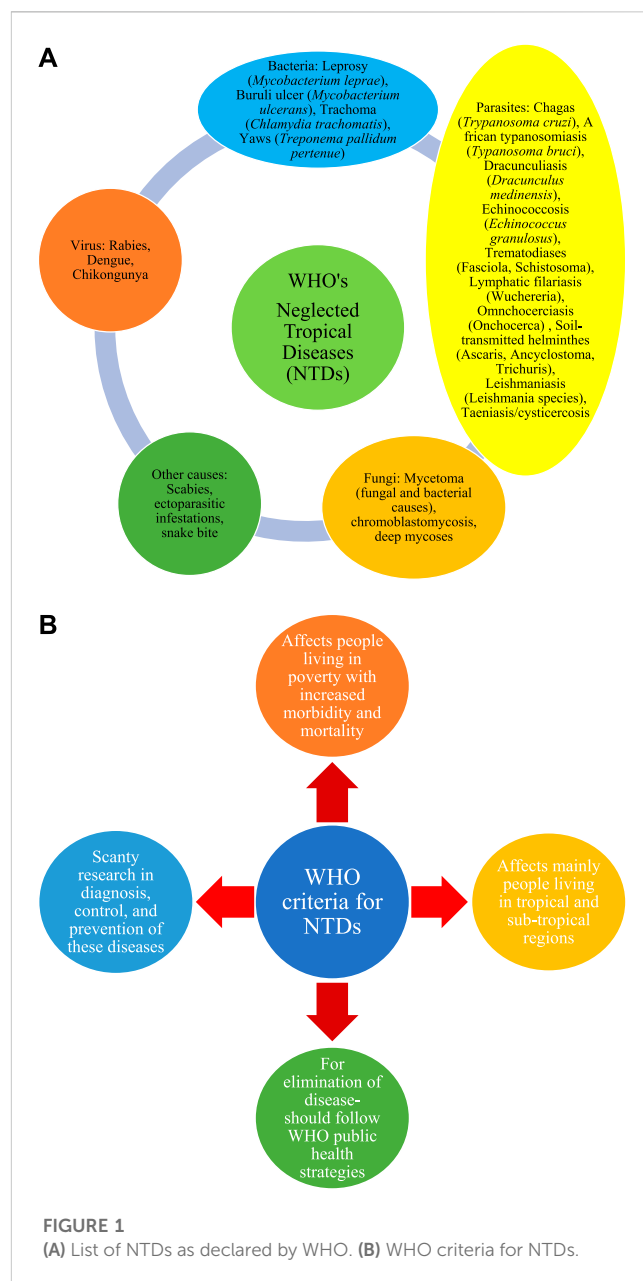 A
Bacteria: Leprosy
(Mycobacterium leprae),
Buruli ulcer (Mycobacterium
ulcerans), Trachoma
(Chlamydia trachomatis),
Yaws (Treponema pallidum
pertenue)
Parasites: Chagas
(Trypanosoma cruzi), A
frican typanosomiasis
(Typanosoma bruci),
Dracunculiasis
(Dracunculus
medinensis),
Echinococcosis
(Echinococcus
granulosus),
Trematodiases
(Fasciola, Schistosoma),
Lymphatic filariasis
(Wuchereria),
Omnchocerciasis
(Onchocerca) , Soil-
transmitted helminthes
(Ascaris, Ancyclostoma,
Trichuris),
Leishmaniasis
(Leishmania species),
Taeniasis/cysticercosis
Virus: Rabies,
Dengue,
Chikongunya
WHO's
Neglected
Tropical
Diseases
(NTDs)
Other causes:
Scabies,
ectoparasitic
infestations,
snake bite
Fungi: Mycetoma
(fungal and bacterial
causes),
chromoblastomycosis,
deep mycoses
B
Affects people
living in
poverty with
increased
morbidity and
mortality
Scanty
research in
diagnosis,
control, and
prevention of
these diseases
WHO
criteria for
NTDs
Affects mainly
people living
in tropical and
sub-tropical
regions
For
elimination of
disease-
should follow
WHO public
health
strategies
FIGURE 1
(A) List of NTDs as declared by WHO. (B) WHO criteria for NTDs.